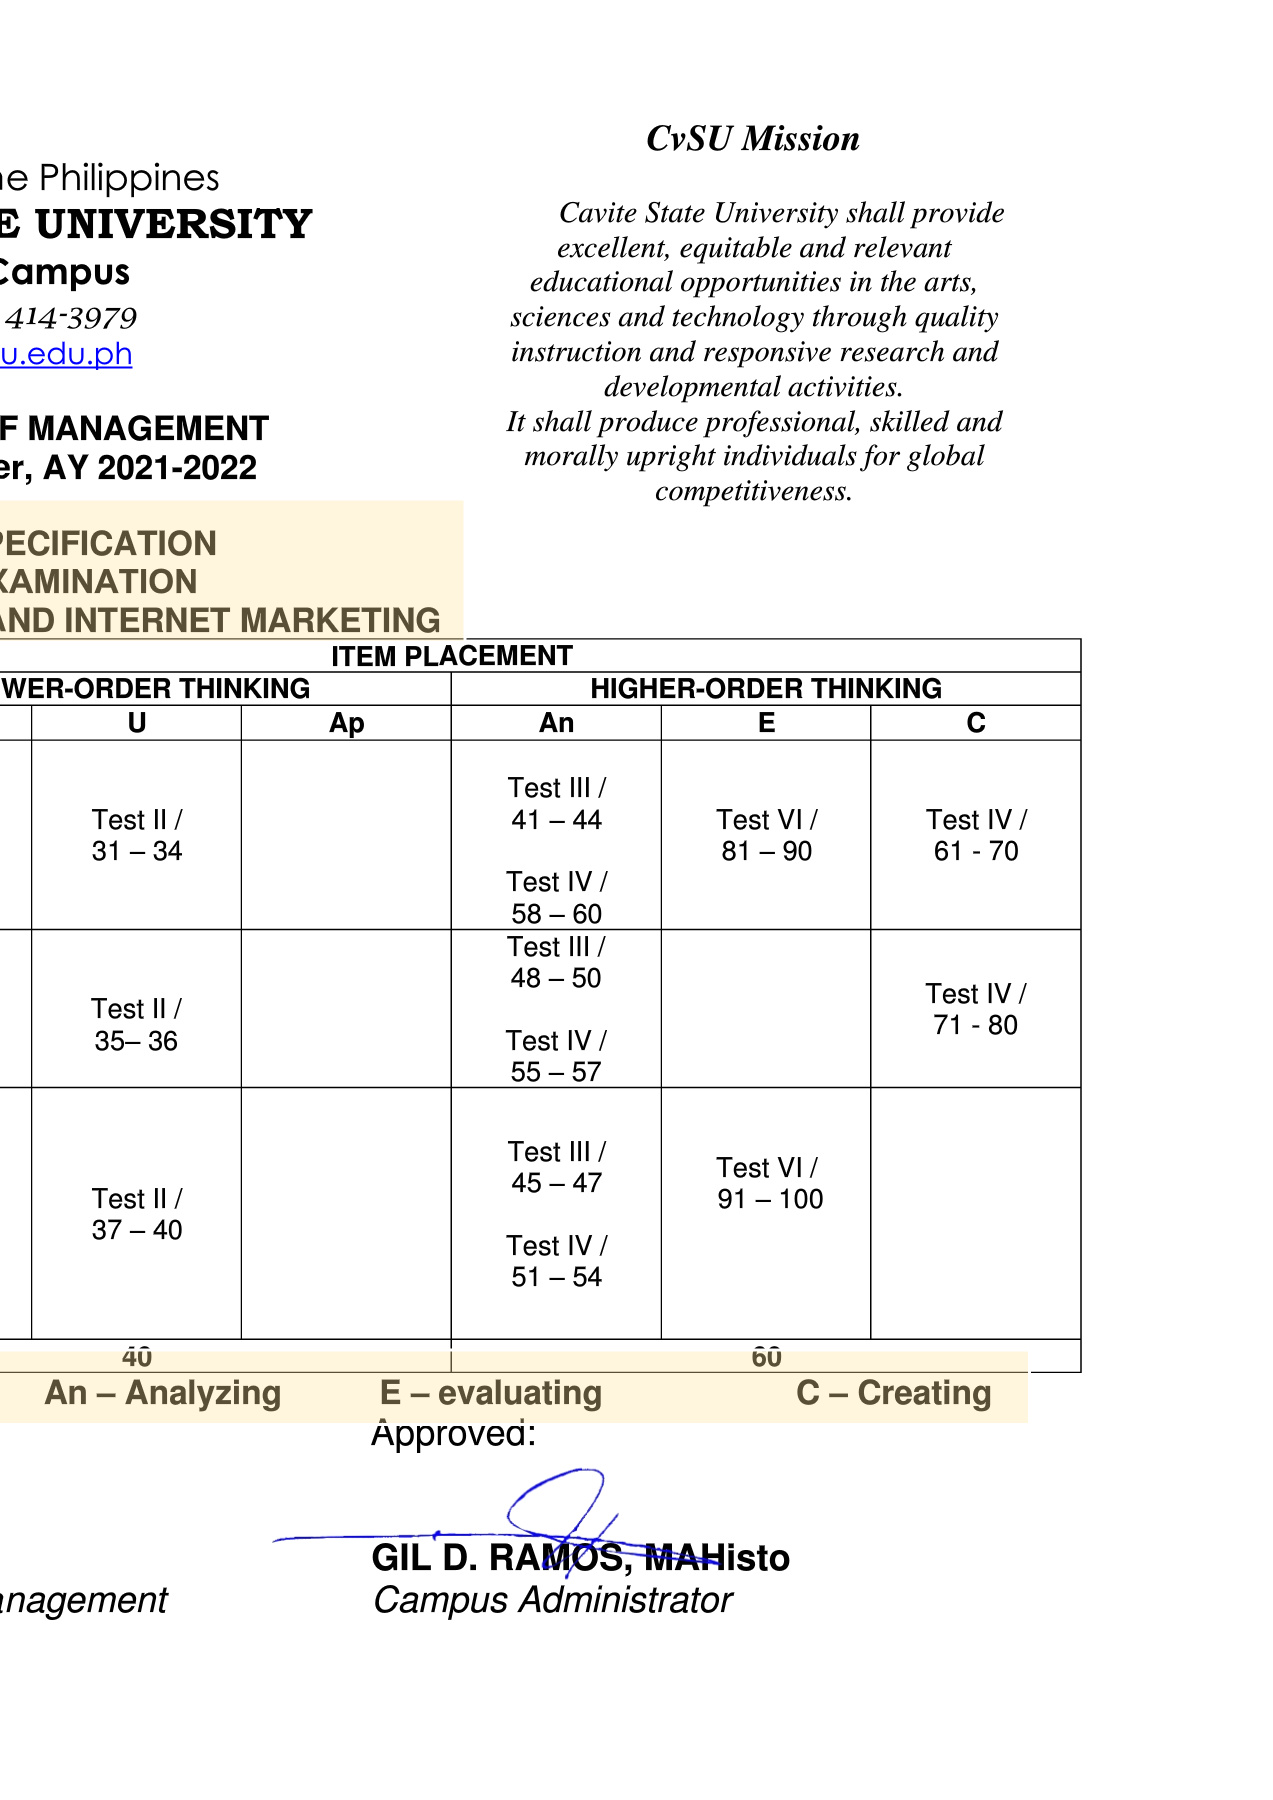 CvSU Mission
he Philippines
Cavite State University shall provide
E UNIVERSITY
excellent, equitable and relevant
Campus
educational opportunities in the arts,
414-3979
sciences and technology through quality
u.edu.ph
instruction and responsive research and
developmental activities.
F MANAGEMENT
It shall produce professional, skilled and
er, AY 2021-2022
morally upright individuals for global
competitiveness.
PECIFICATION
XAMINATION
AND INTERNET MARKETING
ITEM PLACEMENT
WER-ORDER THINKING HIGHER-ORDER THINKING
U Ap An E C
Test II /
31 – 34
Test III /
41 – 44
Test IV /
58 – 60
Test VI /
81 – 90
Test IV /
61 - 70
Test II /
35– 36
Test III /
48 – 50
Test IV /
55 – 57
Test IV /
71 - 80
Test II /
37 – 40
Test III /
45 – 47
Test IV /
51 – 54
Test VI /
91 – 100
40 60
An – Analyzing E – evaluating C – Creating
Approved:
GIL D. RAMOS, MAHisto
anagement Campus Administrator